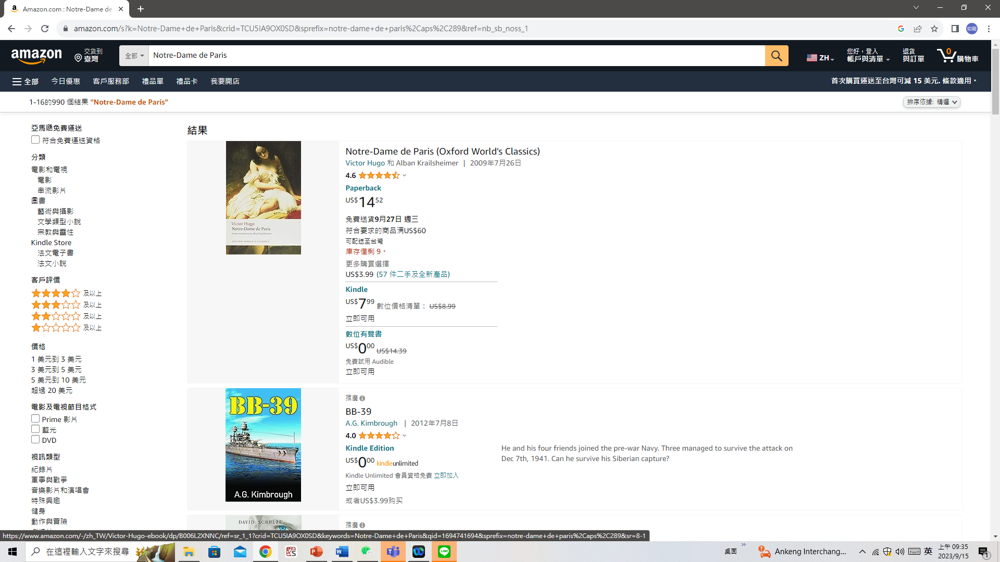 Amazon.com : Notre-Dame de
amazon.com/s?k=Notre-Dame+de+Paris&crid=TCU5IA9OX0SD&sprefix=notre-dame+de+paris%2Caps%2C289&ref=nb_sb_noss_1
如龍
amazon
交貨到
臺灣
全部
Notre-Dame de Paris
ZH
您好，登入
帳戶與清單
退貨
與訂單
0
購物車
全部
今日優惠
客戶服務部
禮品單
禮品卡
我要開店
首次購買運送至台灣可減 15 美元. 條款適用。
1-16的990 個結果 "Notre-Dame de Paris"
排序依據: 精選
亞馬遜免費運送
符合免費運送資格
分類
電影和電視
電影
串流影片
圖書
藝術與攝影
文學類型小說
宗教與靈性
Kindle Store
法文電子書
法文小說
客戶評價
及以上
及以上
及以上
及以上
價格
1 美元到 3 美元
3 美元到 5 美元
5 美元到 10 美元
超過 20 美元
電影及電視節目格式
Prime 影片
藍光
DVD
視訊類型
紀錄片
軍事與戰爭
音樂影片和演唱會
特殊興趣
健身
動作與冒險
結果
Victor Hugo
Notre-Dame de Paris
A new translation by Alban Krailsheimer
OXFORD WORLD'S CLASSICS
Notre-Dame de Paris (Oxford World's Classics)
Victor Hugo 和 Alban Krailsheimer | 2009年7月26日
4.6
Paperback
US$14 52
免費送貨9月27日 週三
符合要求的商品满US$60
可配送至台灣
庫存僅剩 9。
更多購買選擇
US$3.99 (57 件二手及全新產品)
Kindle
US$7 99 數位價格清單： US$8.99
立即可用
數位有聲書
US$0 00 US$14.39
免費試用 Audible
立即可用
BB-39
A.G. Kimbrough
推廣
BB-39
A.G. Kimbrough | 2012年7月8日
4.0
Kindle Edition
US$0 00 kindleunlimited
Kindle Unlimited 會員資格免費 立即加入
立即可用
或者US$3.99购买
He and his four friends joined the pre-war Navy. Three managed to survive the attack on
Dec 7th, 1941. Can he survive his Siberian capture?
DAVID SCHULZE
推廣
https://www.amazon.com/-/zh_TW/Victor-Hugo-ebook/dp/B006L2XNNC/ref=sr_1_1?crid=TCU5IA9OX0SD&keywords=Notre-Dame+de+Paris&qid=1694741694&sprefix=notre-dame+de+paris%2Caps%2C289&sr=8-1
在這裡輸入文字來搜尋
桌面
Ankeng Interchang...
英
上午 09:35
2023/9/15
1